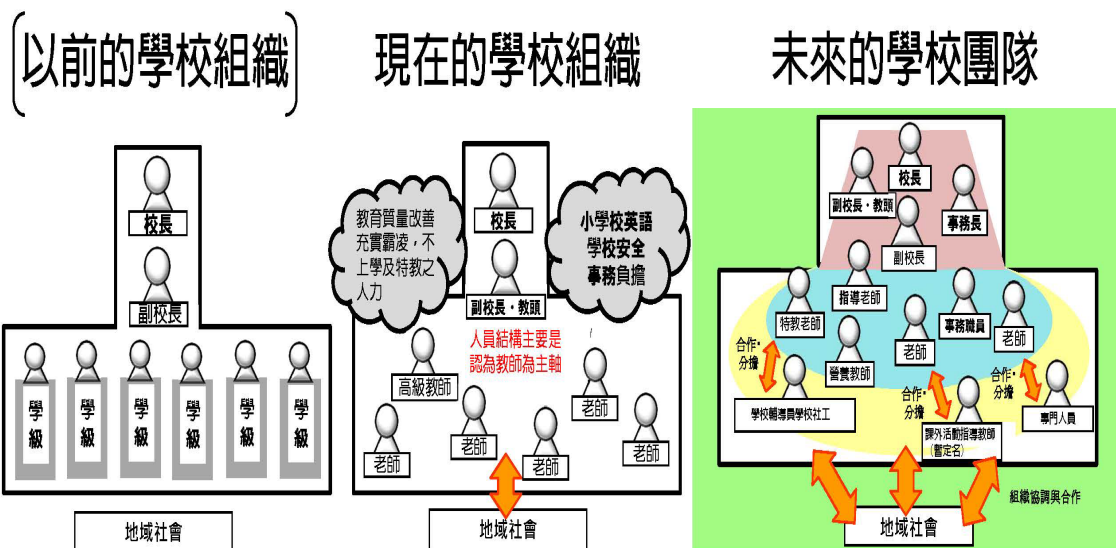 以前的學校組織
校長
副校長
學級
學級
學級
學級
學級
學級
地域社會
現在的學校組織
教育質量改善
充實霸凌，不
上學及特教之
人力
小學校英語
學校安全
事務負擔
校長
副校長・教頭
人員結構主要是
認為教師為主軸
高級教師
老師
老師
老師
老師
老師
地域社會
未來的學校團隊
校長
副校長・教頭
事務長
副校長
指導老師
特教老師
事務職員
老師
老師
營養教師
合作・
分擔
合作・
分擔
合作・
分擔
學校輔導員學校社工
課外活動指導教師
(暫定名)
專門人員
組織協調與合作
地域社會